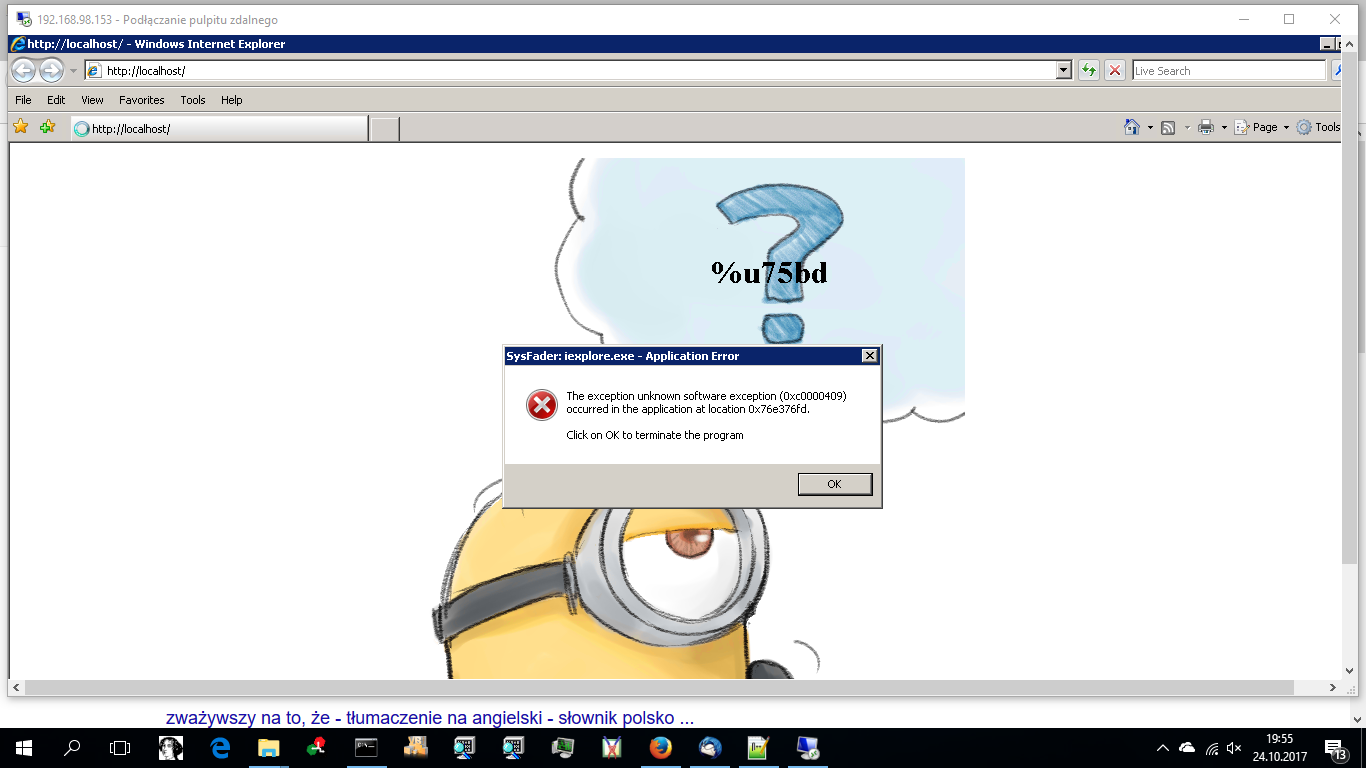 192.168.98.153 - Podłączanie pulpitu zdalnego
http://localhost/ - Windows Internet Explorer
http://localhost/
Live Search
File Edit View Favorites Tools Help
http://localhost/
Page Tools
?
%u75bd
SysFader: iexplore.exe - Application Error
The exception unknown software exception (0xc0000409)
occurred in the application at location 0x76e376fd.
Click on OK to terminate the program
OK
zważywszy na to, że - tłumaczenie na angielski - słownik polsko ...
19:55
24.10.2017
13